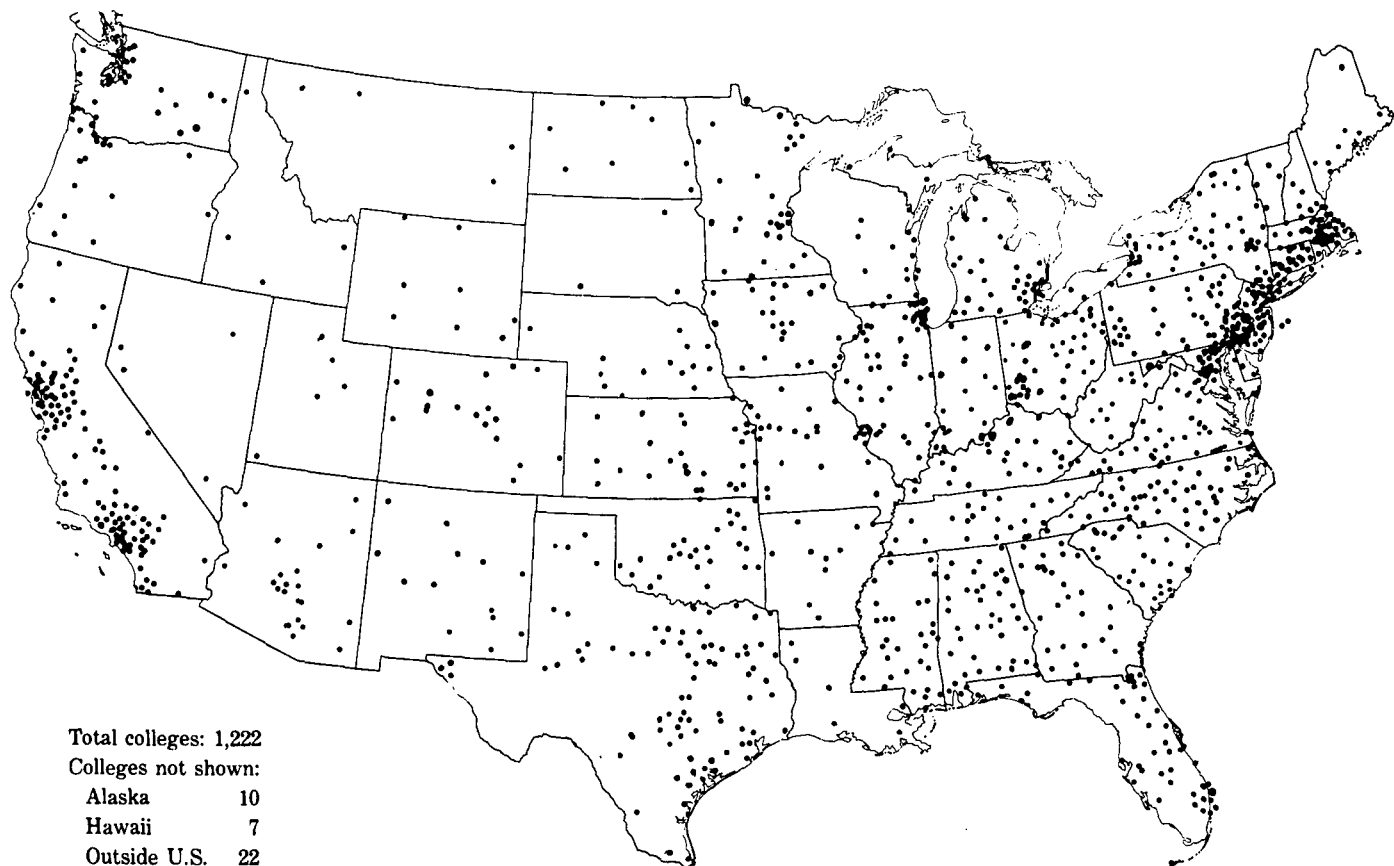 Total colleges: 1,222
Colleges not shown:
Alaska 10
Hawaii 7
Outside U.S. 22